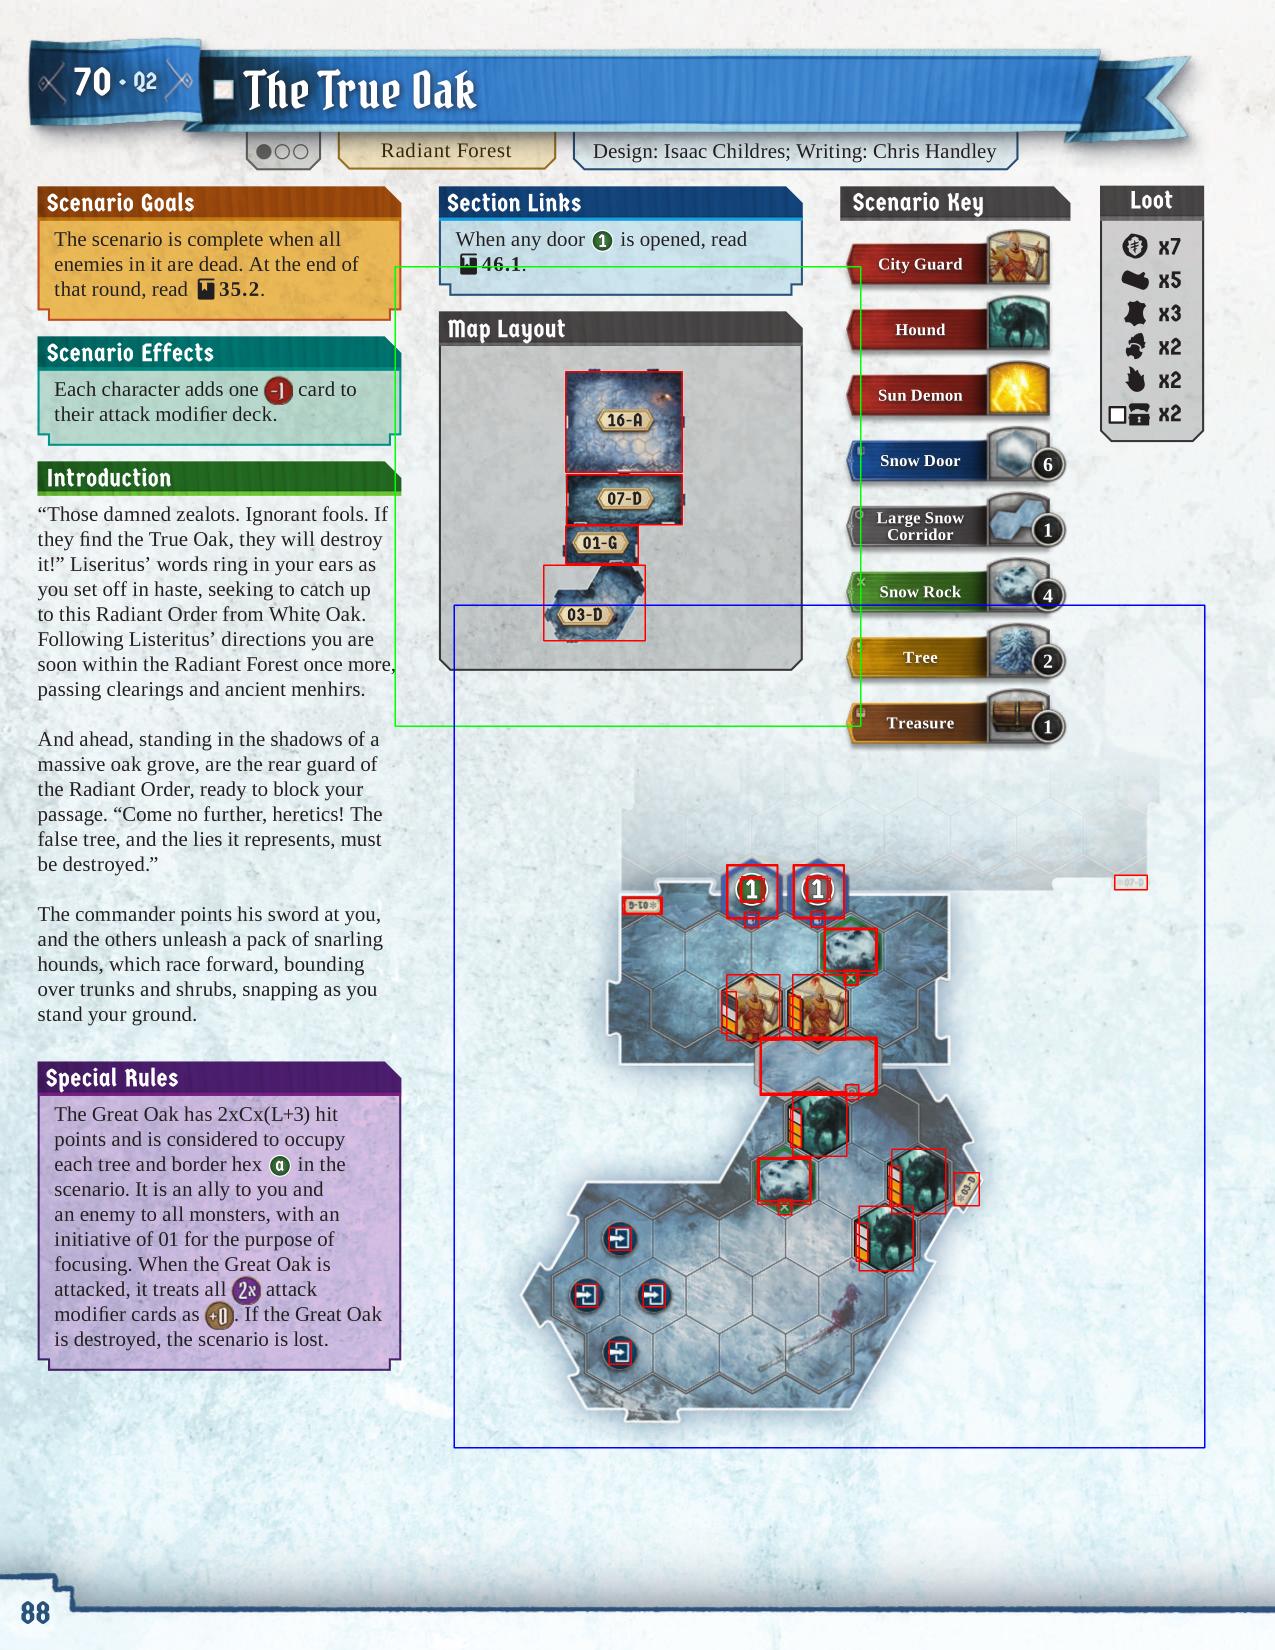 70 · Q2
The True Oak
Radiant Forest
Design: Isaac Childres; Writing: Chris Handley
Scenario Goals
The scenario is complete when all
enemies in it are dead. At the end of
that round, read 35.2.
Scenario Effects
Each character adds one -1 card to
their attack modifier deck.
Introduction
“Those damned zealots. Ignorant fools. If
they find the True Oak, they will destroy
it!” Liseritus’ words ring in your ears as
you set off in haste, seeking to catch up
to this Radiant Order from White Oak.
Following Listeritus’ directions you are
soon within the Radiant Forest once more,
passing clearings and ancient menhirs.
And ahead, standing in the shadows of a
massive oak grove, are the rear guard of
the Radiant Order, ready to block your
passage. “Come no further, heretics! The
false tree, and the lies it represents, must
be destroyed.”
The commander points his sword at you,
and the others unleash a pack of snarling
hounds, which race forward, bounding
over trunks and shrubs, snapping as you
stand your ground.
Special Rules
The Great Oak has 2xCx(L+3) hit
points and is considered to occupy
each tree and border hex a in the
scenario. It is an ally to you and
an enemy to all monsters, with an
initiative of 01 for the purpose of
focusing. When the Great Oak is
attacked, it treats all 2x attack
modifier cards as +0. If the Great Oak
is destroyed, the scenario is lost.
Section Links
When any door 1 is opened, read
46.1.
Map Layout
16-A
07-D
01-G
03-D
Scenario Key
City Guard
Hound
Sun Demon
Snow Door
6
Large Snow
Corridor
1
Snow Rock
4
Tree
2
Treasure
1
Loot
x7
x5
x3
x2
x2
x2
07-D
1
1
01-G
03-D
88